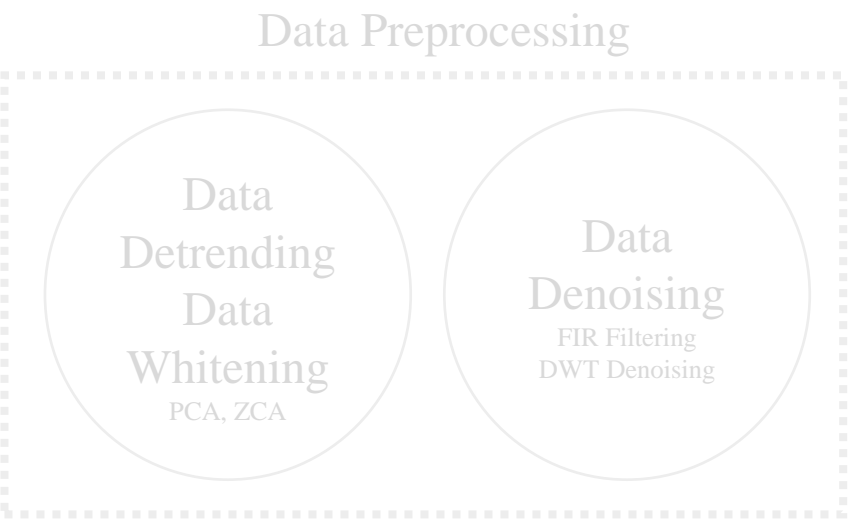 Data Preprocessing
Data
Detrending
Data
Whitening
PCA, ZCA
Data
Denoising
FIR Filtering
DWT Denoising